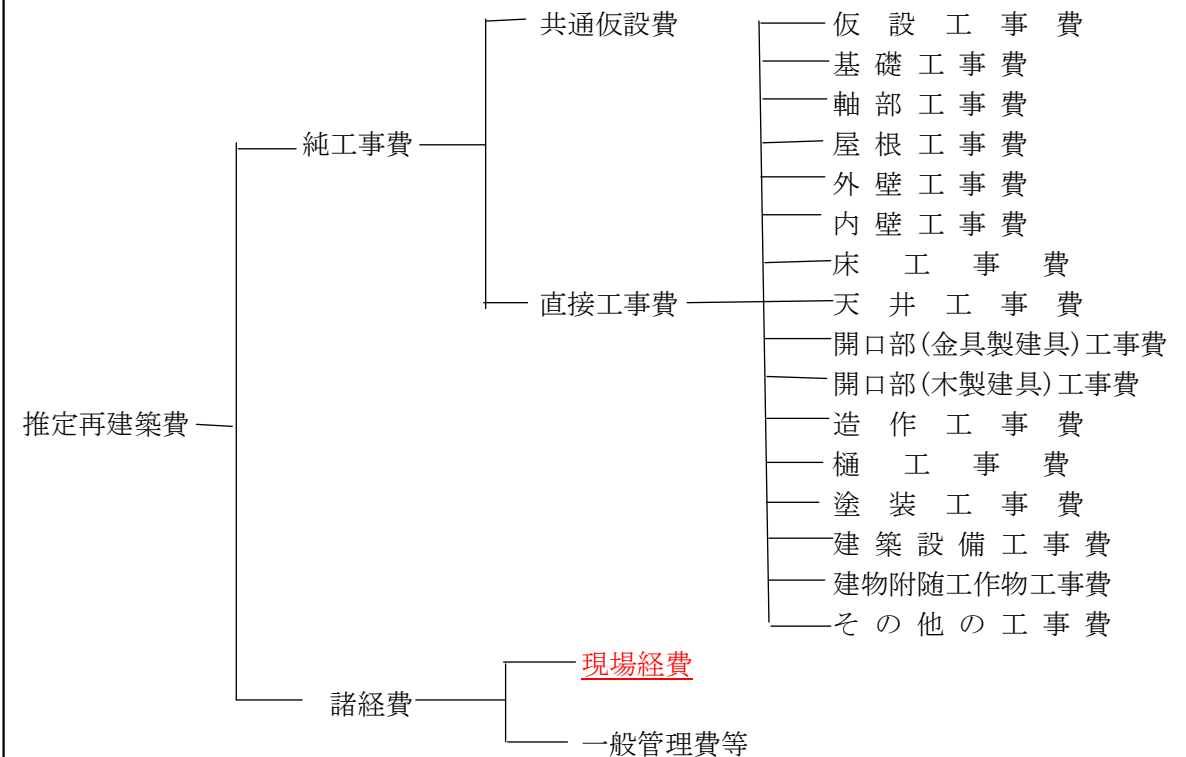 共通仮設費
仮設工事費
基礎工事費
軸部工事費
純工事費
屋根工事費
外壁工事費
内壁工事費
床工事費
直接工事費
天井工事費
開口部(金具製建具)工事費
開口部(木製建具)工事費
推定再建築費
造作工事費
樋工事費
塗装工事費
建築設備工事費
建物附随工作物工事費
その他の工事費
現場経費
諸経費
一般管理費等